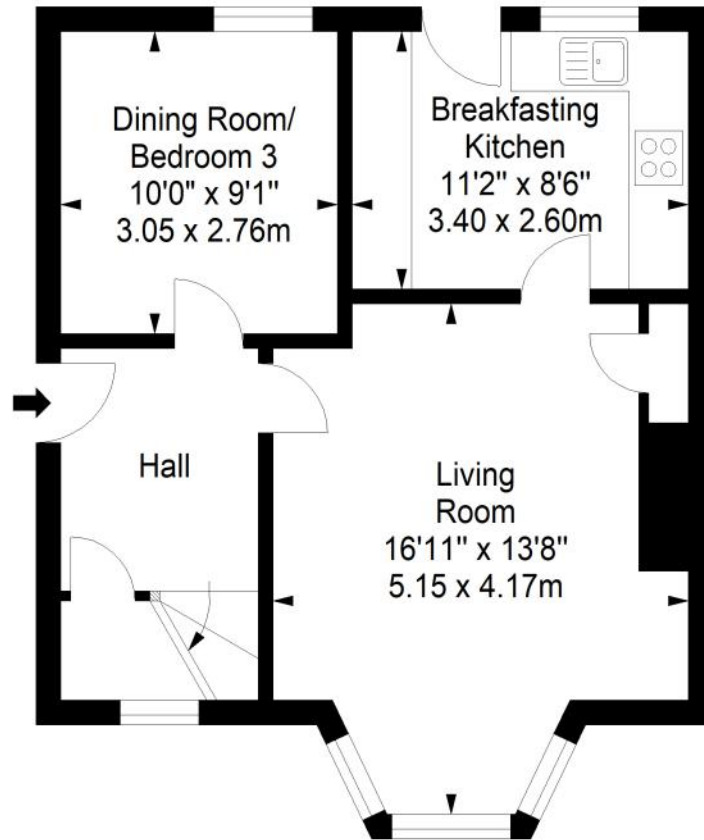 Dining Room/
Bedroom 3
10'0" x 9'1"
3.05 x 2.76m
Breakfasting
Kitchen
11'2" x 8'6"
3.40 x 2.60m
Hall
Living
Room
16'11" x 13'8"
5.15 x 4.17m